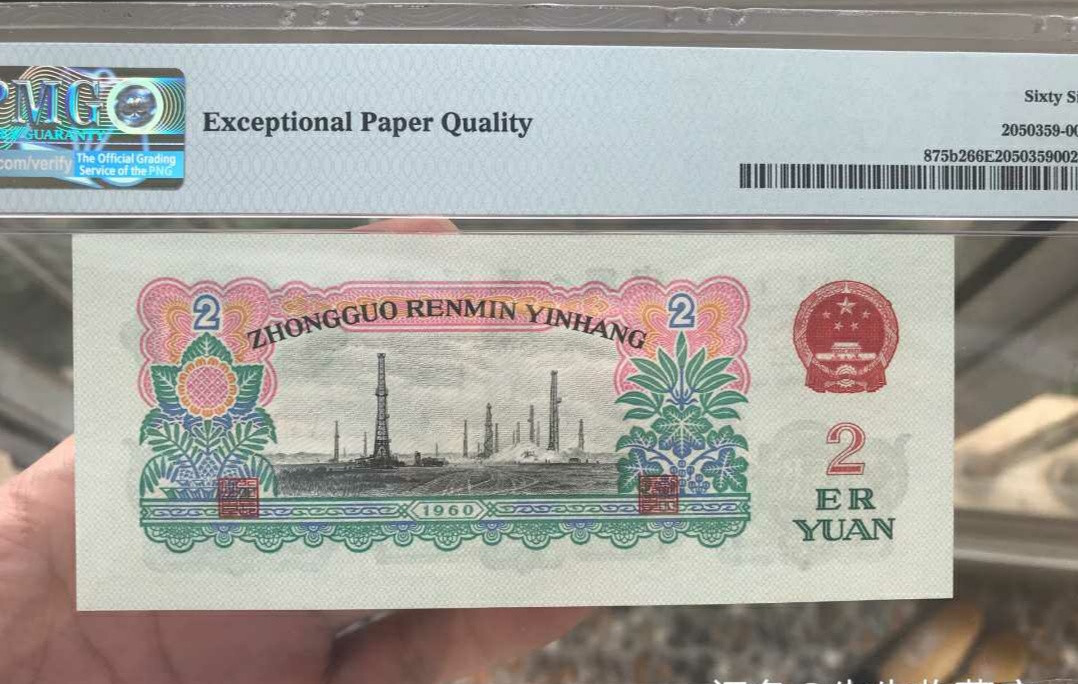 PMG
GUARANTY
com/verify
The Official Grading
Service of the PNG
Exceptional Paper Quality
Sixty Si
2050359-00
875b266E2050359002
2
2
ZHONGGUO RENMIN YINHANG
1960
2
ER
YUAN